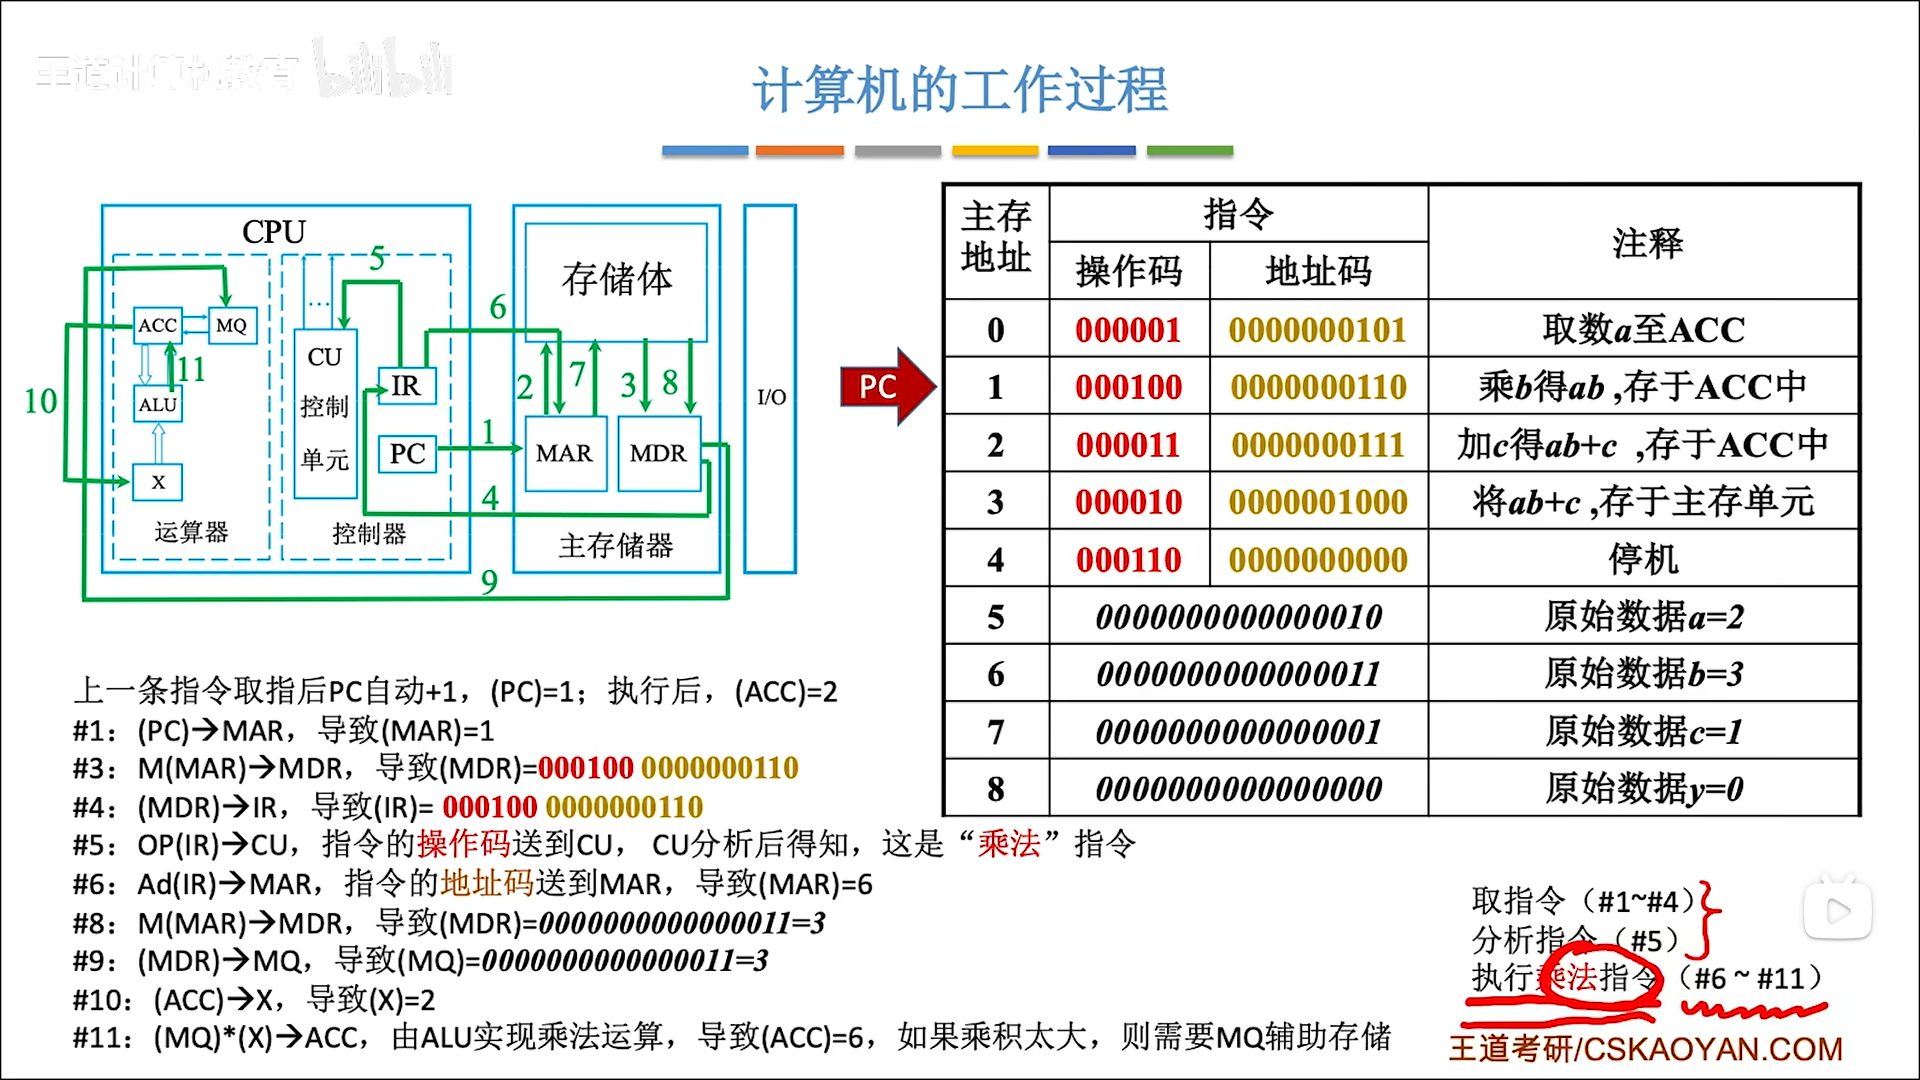 王道计算机教育 bilibili
计算机的工作过程
CPU
5
6
ACC
MQ
...
11
CU
控制
单元
IR
PC
ALU
X
10
运算器
控制器
1
4
9
存储体
2
7
3
8
MAR
MDR
主存储器
I/O
PC
主存地址 指令 注释
操作码 地址码
0 000001 0000000101 取数a至ACC
1 000100 0000000110 乘b得ab ,存于ACC中
2 000011 0000000111 加c得ab+c ,存于ACC中
3 000010 0000001000 将ab+c ,存于主存单元
4 000110 0000000000 停机
5 0000000000000010 原始数据a=2
6 0000000000000011 原始数据b=3
7 0000000000000001 原始数据c=1
8 0000000000000000 原始数据y=0
上一条指令取指后PC自动+1，(PC)=1；执行后，(ACC)=2
#1：(PC)→MAR，导致(MAR)=1
#3：M(MAR)→MDR，导致(MDR)=000100 0000000110
#4：(MDR)→IR，导致(IR)= 000100 0000000110
#5：OP(IR)→CU，指令的操作码送到CU， CU分析后得知，这是“乘法”指令
#6：Ad(IR)→MAR，指令的地址码送到MAR，导致(MAR)=6
#8：M(MAR)→MDR，导致(MDR)=0000000000000011=3
#9：(MDR)→MQ，导致(MQ)=0000000000000011=3
#10：(ACC)→X，导致(X)=2
#11：(MQ)*(X)→ACC，由ALU实现乘法运算，导致(ACC)=6，如果乘积太大，则需要MQ辅助存储
取指令（#1~#4）
分析指令（#5）
执行乘法指令（#6 ~ #11）
王道考研/CSKAOYAN.COM